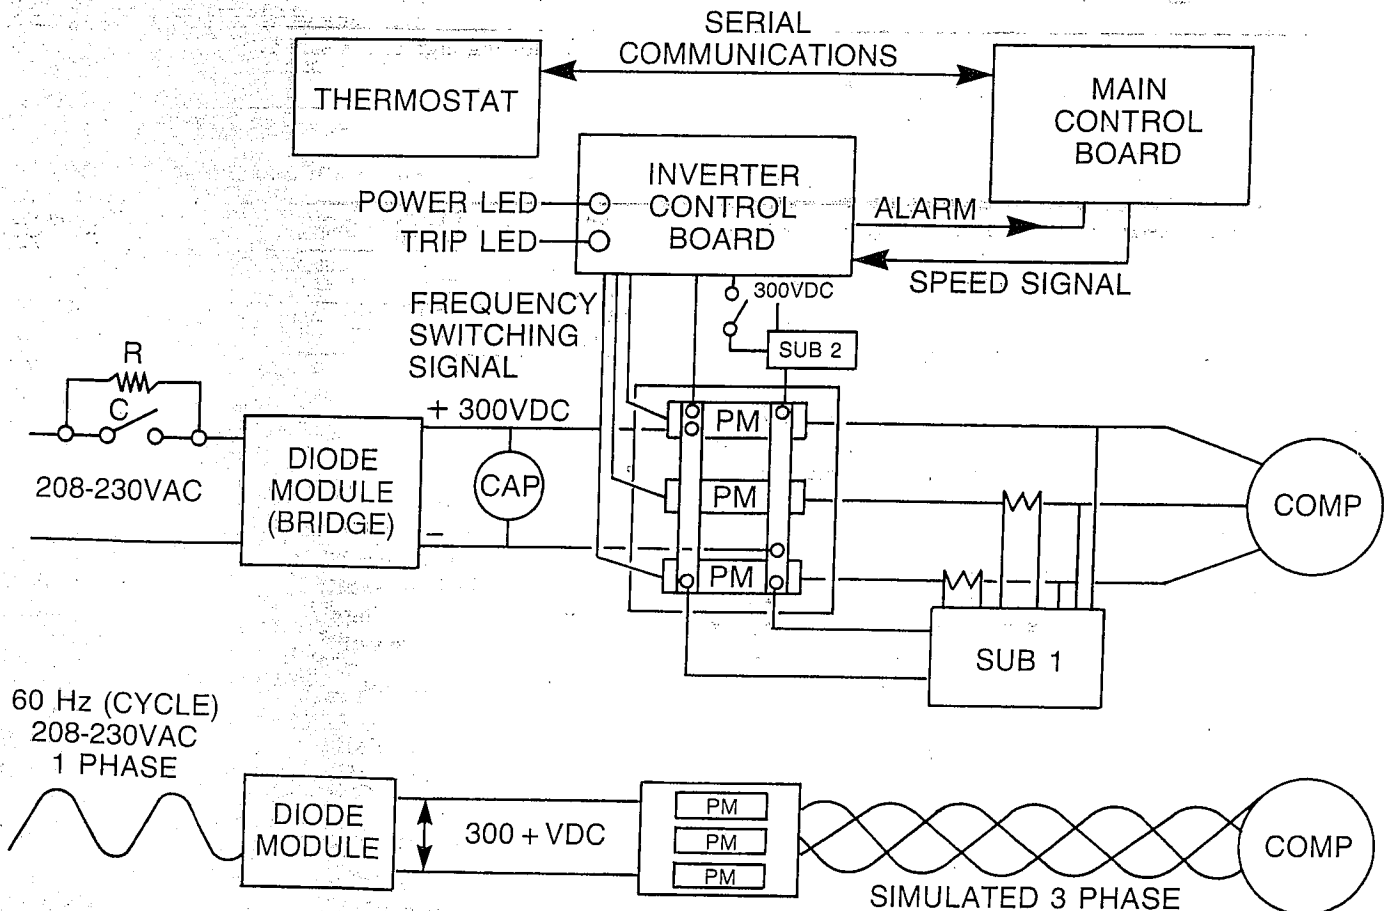 SERIAL
COMMUNICATIONS
THERMOSTAT
MAIN
CONTROL
BOARD
INVERTER
CONTROL
BOARD
POWER LED
TRIP LED
ALARM
SPEED SIGNAL
FREQUENCY
SWITCHING
SIGNAL
300VDC
SUB 2
R
C
208-230VAC
DIODE
MODULE
(BRIDGE)
+ 300VDC
−
CAP
PM
PM
PM
COMP
SUB 1
60 Hz (CYCLE)
208-230VAC
1 PHASE
DIODE
MODULE
300 + VDC
PM
PM
PM
COMP
SIMULATED 3 PHASE